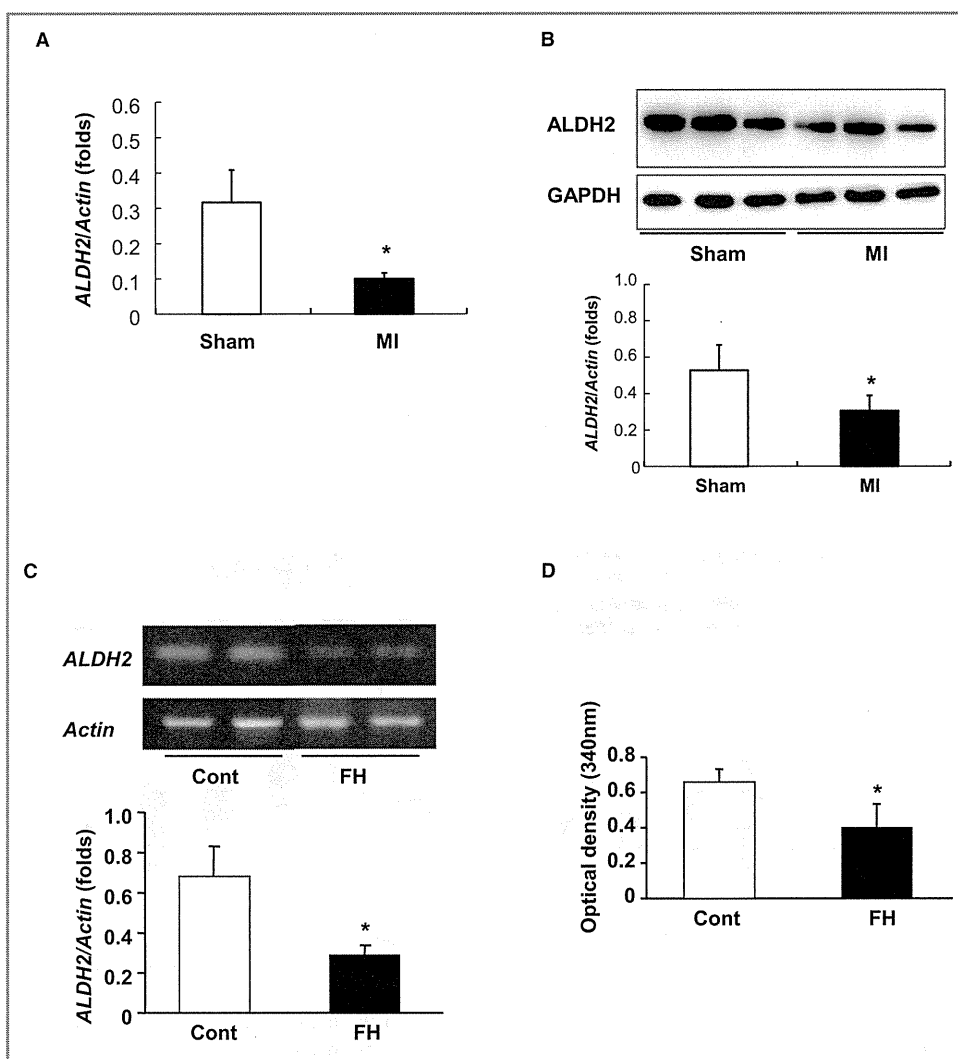 A
ALDH2/Actin (folds)
0.6
0.5
0.4
0.3
0.2
0.1
0
*
Sham
MI
B
ALDH2
GAPDH
Sham
MI
ALDH2/Actin (folds)
1.0
0.8
0.6
0.4
0.2
0
*
Sham
MI
C
ALDH2
Actin
Cont
FH
ALDH2/Actin (folds)
1.0
0.8
0.6
0.4
0.2
0
*
Cont
FH
D
Optical density (340nm)
0.8
0.6
0.4
0.2
0
*
Cont
FH